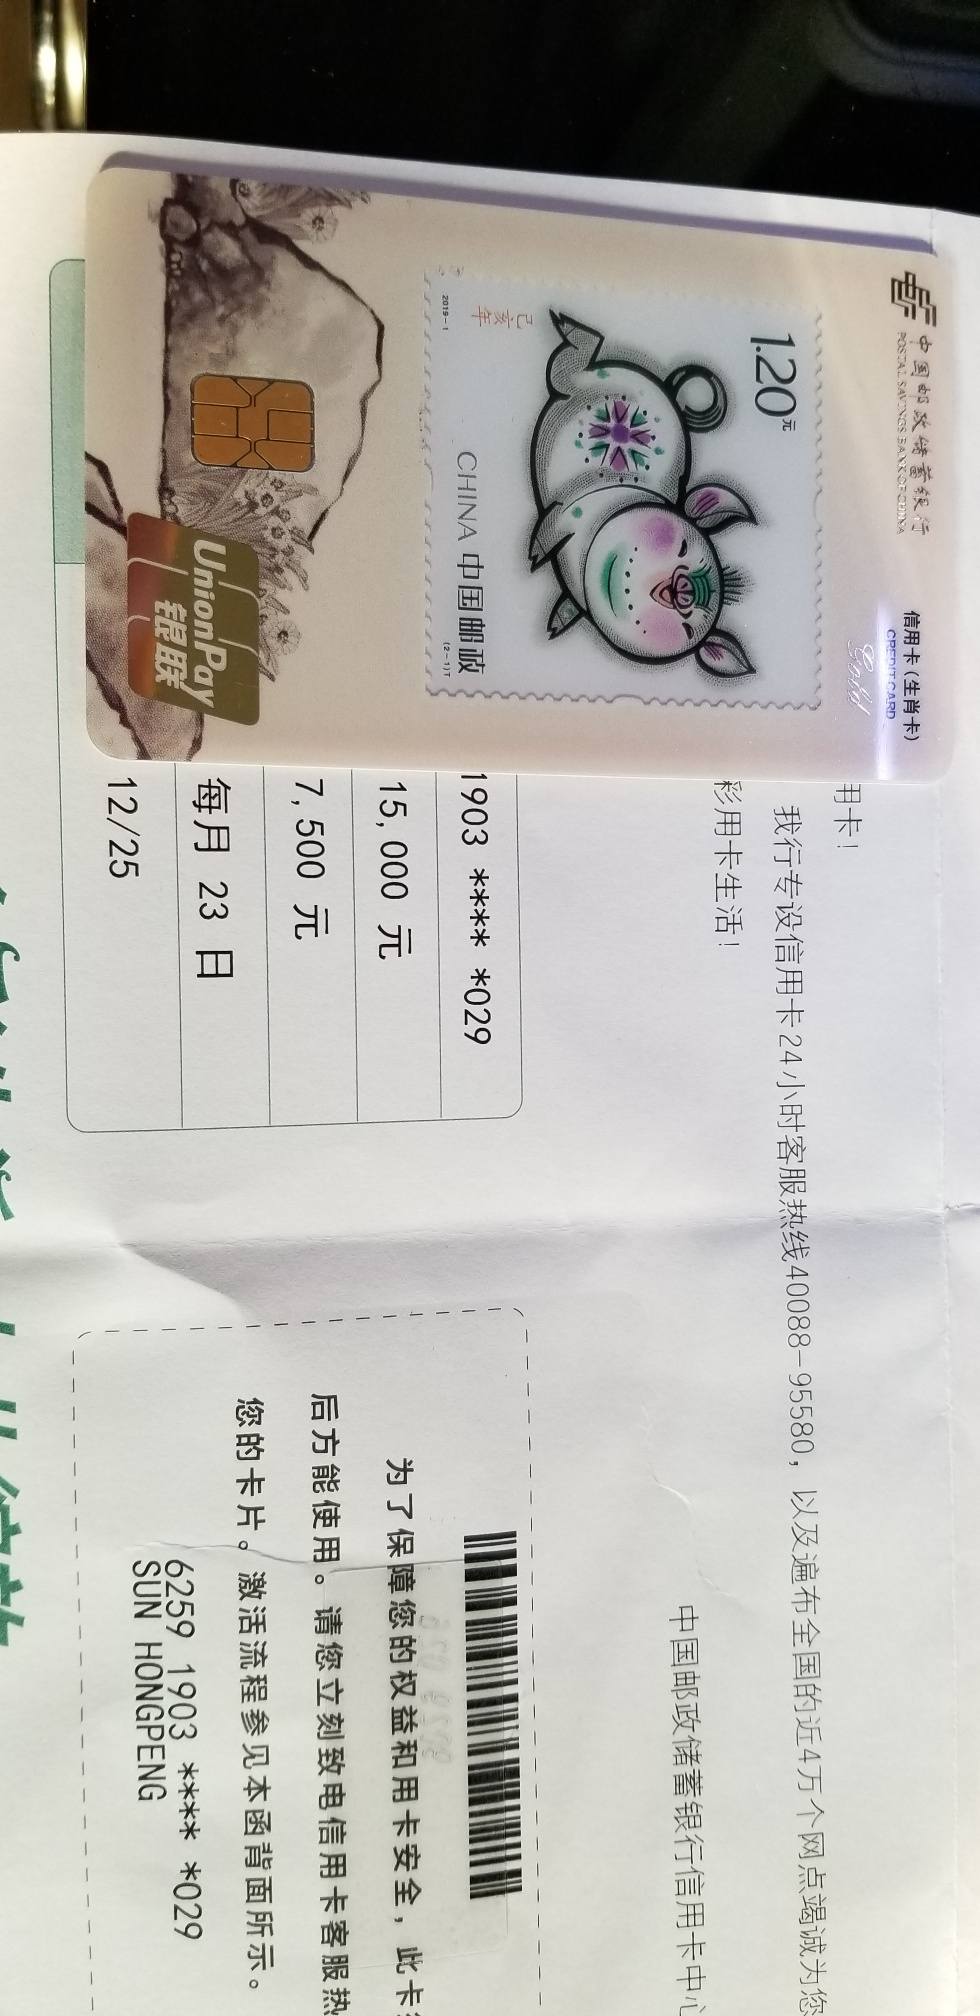 中国邮政储蓄银行
POSTAL SAVINGS BANK OF CHINA
信用卡(生肖卡)
CREDIT CARD
Gold
1.20元
己亥年
2019-1
CHINA 中国邮政
(2-1)T
UnionPay
银联
用卡!
我行专设信用卡24小时客服热线40088-95580,以及遍布全国的近4万个网点竭诚为您
彩用卡生活!
中国邮政储蓄银行信用卡中心
1903 **** *029
15,000 元
7,500 元
每月 23 日
12/25
为了保障您的权益和用卡安全,此卡
后方能使用。请您立刻致电信用卡客服热
您的卡片。激活流程参见本函背面所示。
6259 1903 **** *029
SUN HONGPENG